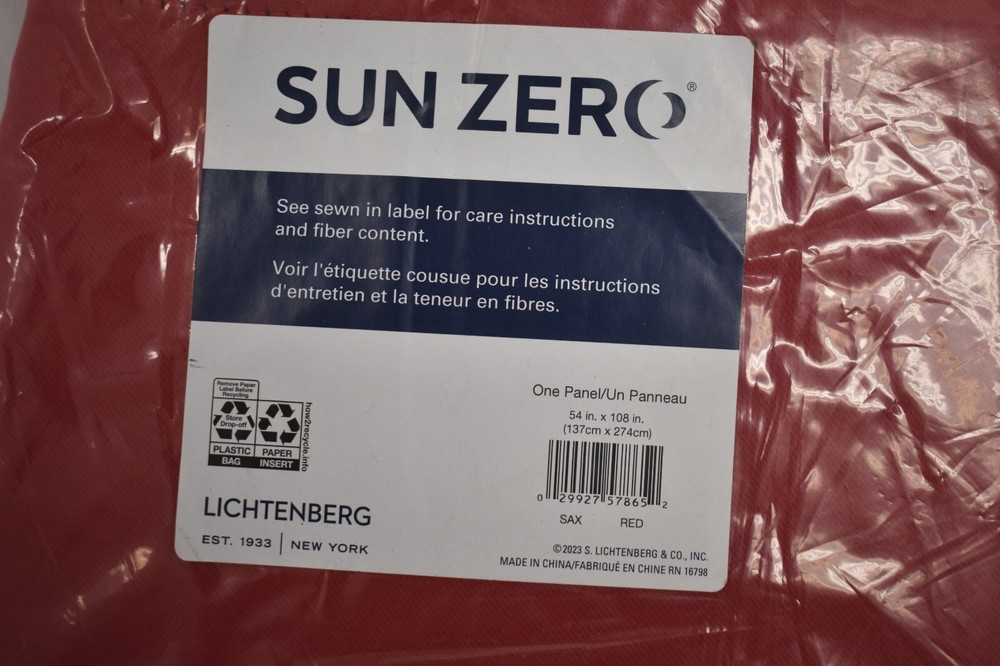 SUN ZERO®
See sewn in label for care instructions
and fiber content.
Voir l'étiquette cousue pour les instructions
d'entretien et la teneur en fibres.
Remove Paper
Label Before
Recycling
Store
Drop-off
PLASTIC
BAG
PAPER
INSERT
how2recycle.info
One Panel/Un Panneau
54 in. x 108 in.
(137cm x 274cm)
0 29927 57865 2
SAX RED
LICHTENBERG
EST. 1933 | NEW YORK
©2023 S. LICHTENBERG & CO., INC.
MADE IN CHINA/FABRIQUÉ EN CHINE RN 16798